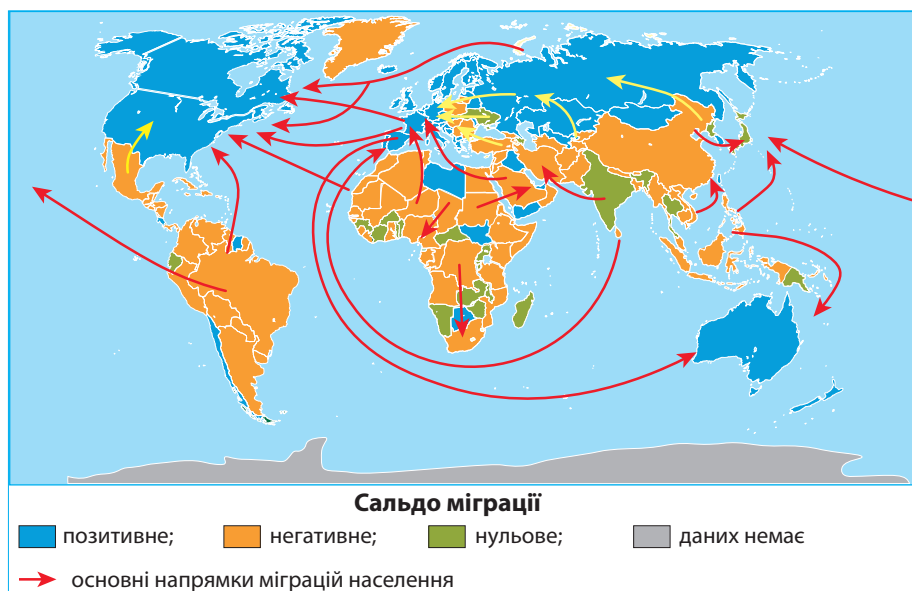 Сальдо міграції
позитивне; негативне; нульове; даних немає
основні напрямки міграцій населення